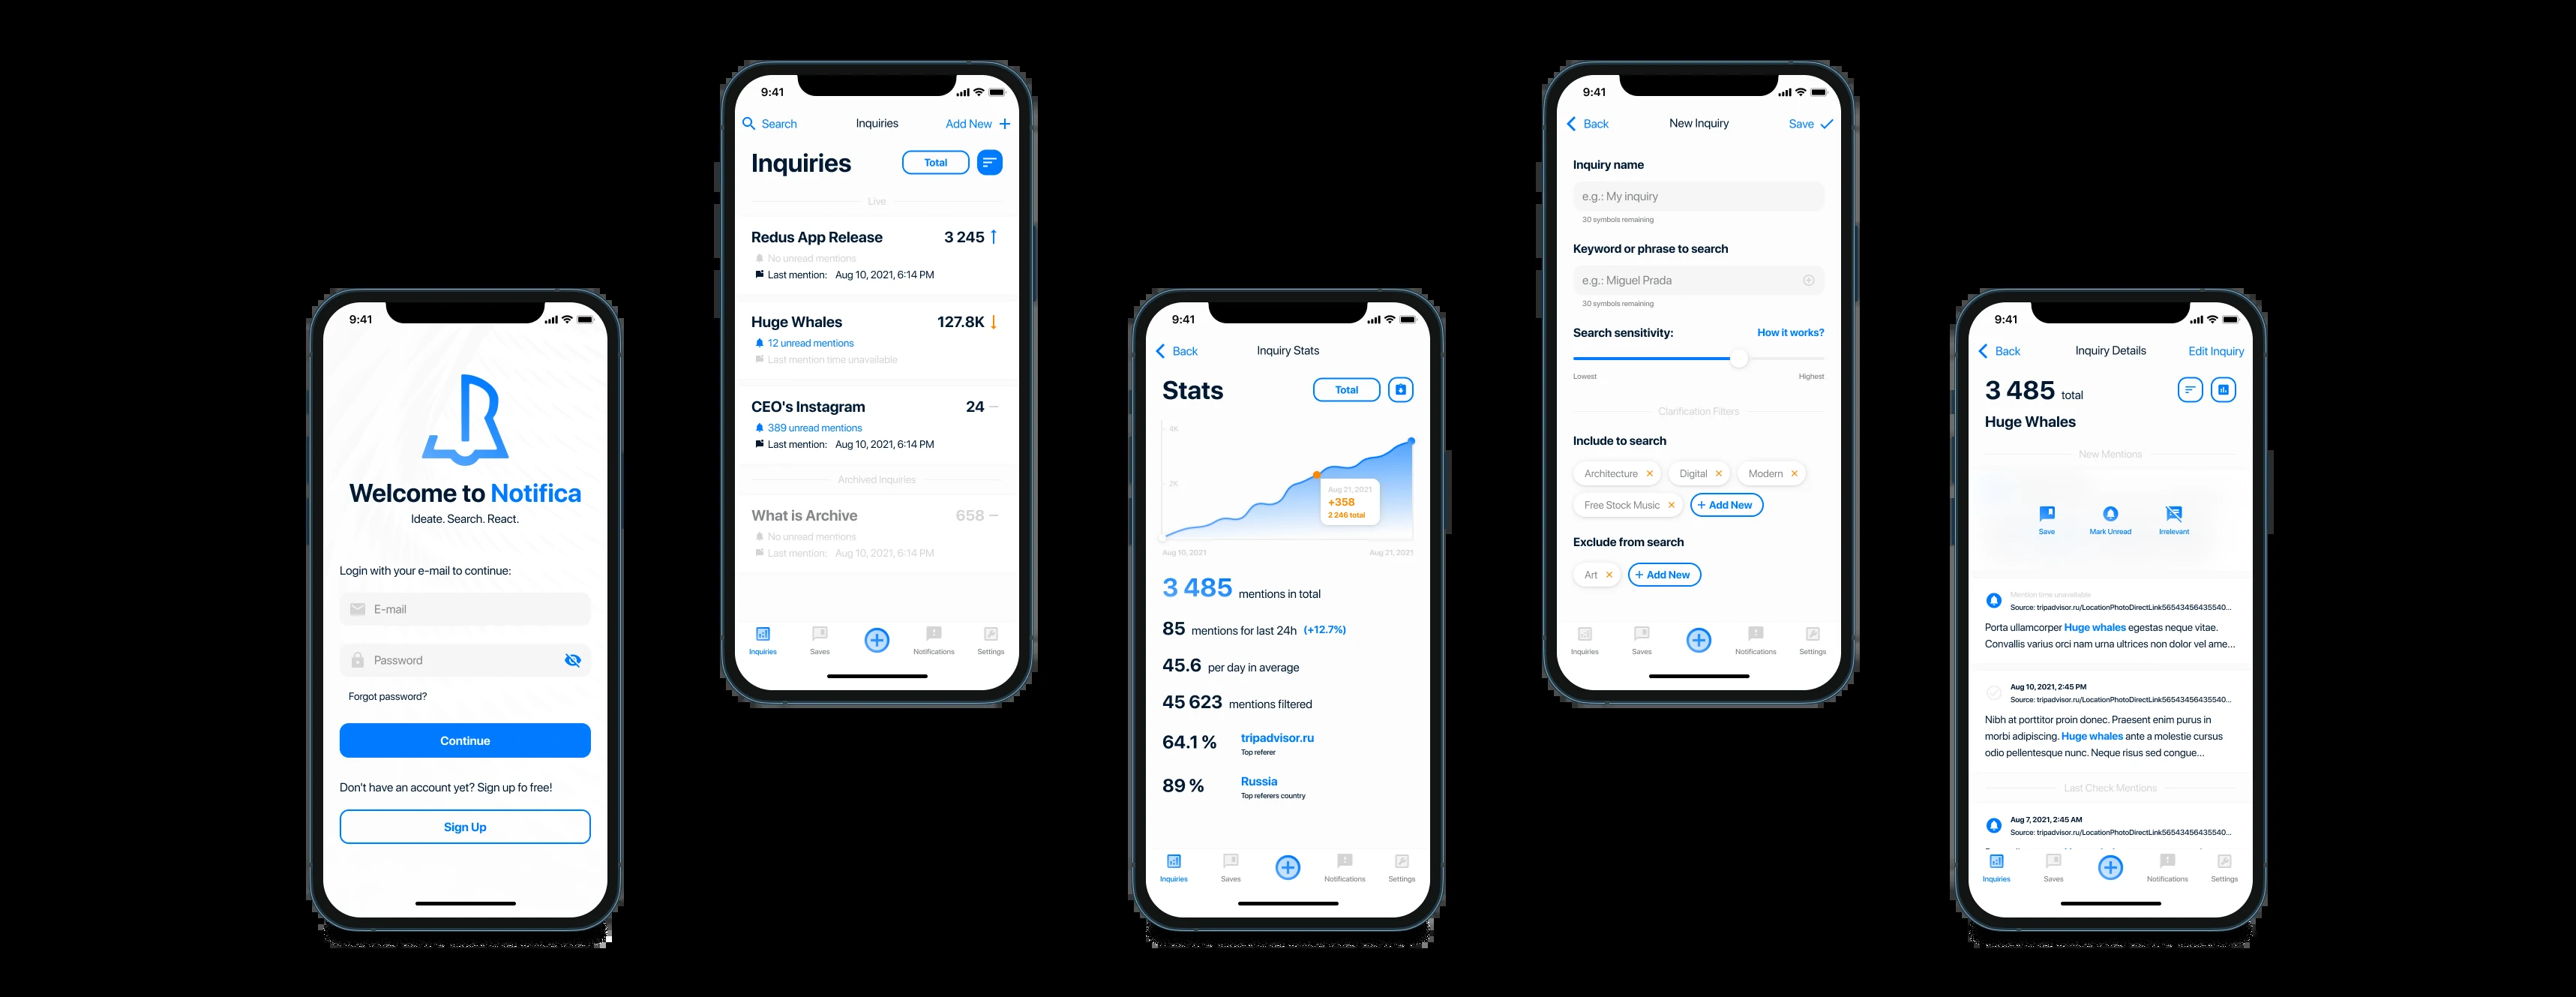 9:41
Welcome to Notifica
Ideate. Search. React.
Login with your e-mail to continue:
E-mail
Password
Forgot password?
Continue
Don't have an account yet? Sign up fo free!
Sign Up
9:41
Search
Inquiries
Add New
Inquiries
Total
Live
Redus App Release
3 245
No unread mentions
Last mention: Aug 10, 2021, 6:14 PM
Huge Whales
127.8K
12 unread mentions
Last mention time unavailable
CEO's Instagram
24
389 unread mentions
Last mention: Aug 10, 2021, 6:14 PM
Archived Inquiries
What is Archive
658
No unread mentions
Last mention: Aug 10, 2021, 6:14 PM
Inquiries
Saves
Notifications
Settings
9:41
Back
Inquiry Stats
Stats
Total
4K
2K
Aug 21, 2021
+358
2 246 total
Aug 10, 2021
Aug 21, 2021
3 485 mentions in total
85 mentions for last 24h (+12.7%)
45.6 per day in average
45 623 mentions filtered
64.1 % tripadvisor.ru
Top referer
89 % Russia
Top referers country
Inquiries
Saves
Notifications
Settings
9:41
Back
New Inquiry
Save
Inquiry name
e.g.: My inquiry
30 symbols remaining
Keyword or phrase to search
e.g.: Miguel Prada
30 symbols remaining
Search sensitivity:
How it works?
Lowest
Highest
Clarification Filters
Include to search
Architecture
Digital
Modern
Free Stock Music
+ Add New
Exclude from search
Art
+ Add New
Inquiries
Saves
Notifications
Settings
9:41
Back
Inquiry Details
Edit Inquiry
3 485 total
Huge Whales
New Mentions
Save
Mark Unread
Irrelevant
Mention time unavailable
Source: tripadvisor.ru/LocationPhotoDirectLink56543456435540...
Porta ullamcorper Huge whales egestas neque vitae.
Convallis varius orci nam urna ultrices non dolor vel ame...
Aug 10, 2021, 2:45 PM
Source: tripadvisor.ru/LocationPhotoDirectLink56543456435540...
Nibh at porttitor proin donec. Praesent enim purus in
morbi adipiscing. Huge whales ante a molestie cursus
odio pellentesque nunc. Neque risus sed congue...
Last Check Mentions
Aug 7, 2021, 2:45 AM
Source: tripadvisor.ru/LocationPhotoDirectLink56543456435540...
Inquiries
Saves
Notifications
Settings